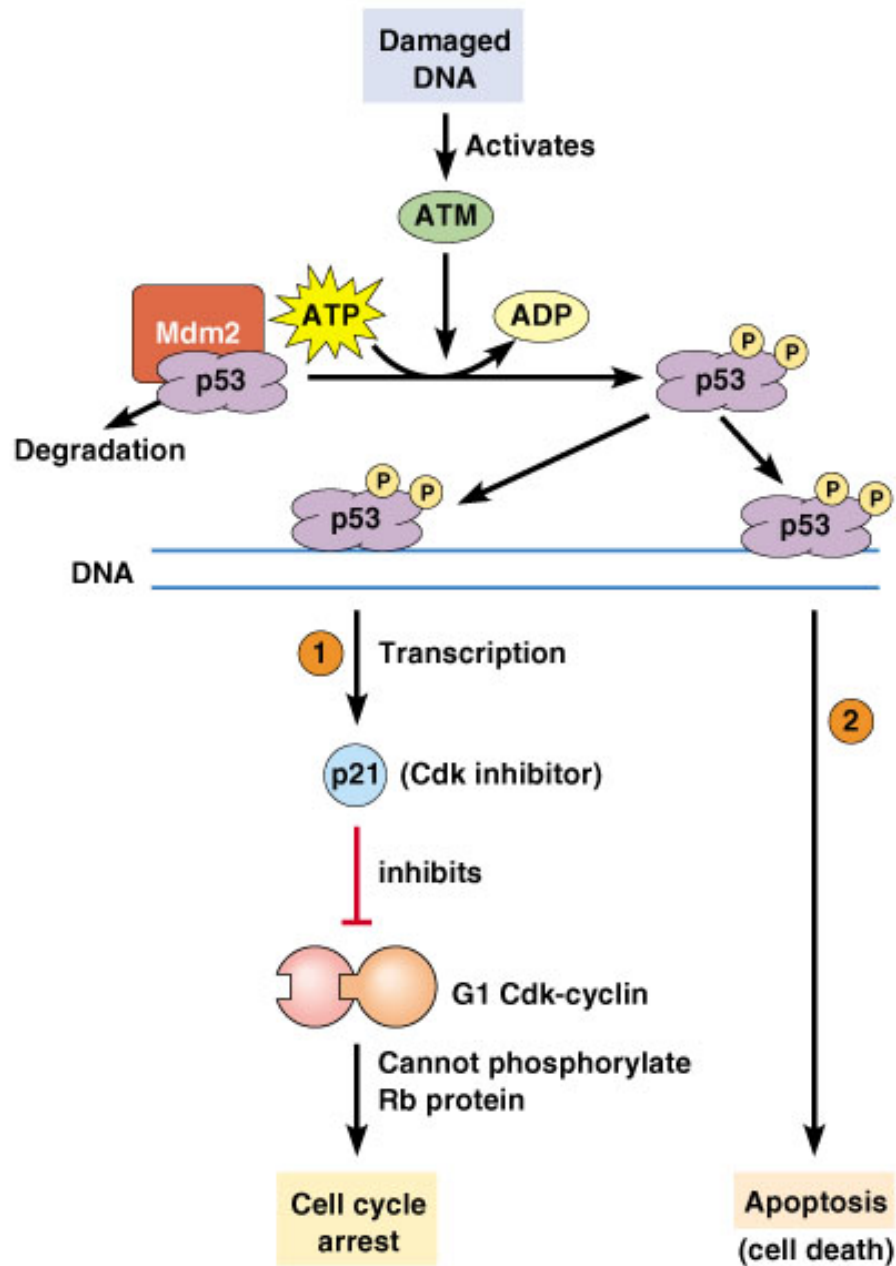 Damaged
DNA
Activates
ATM
Mdm2
ATP
ADP
p53
P
P
p53
Degradation
P
P
p53
P
P
p53
DNA
1
Transcription
2
p21
(Cdk inhibitor)
inhibits
G1 Cdk-cyclin
Cannot phosphorylate
Rb protein
Cell cycle
arrest
Apoptosis
(cell death)